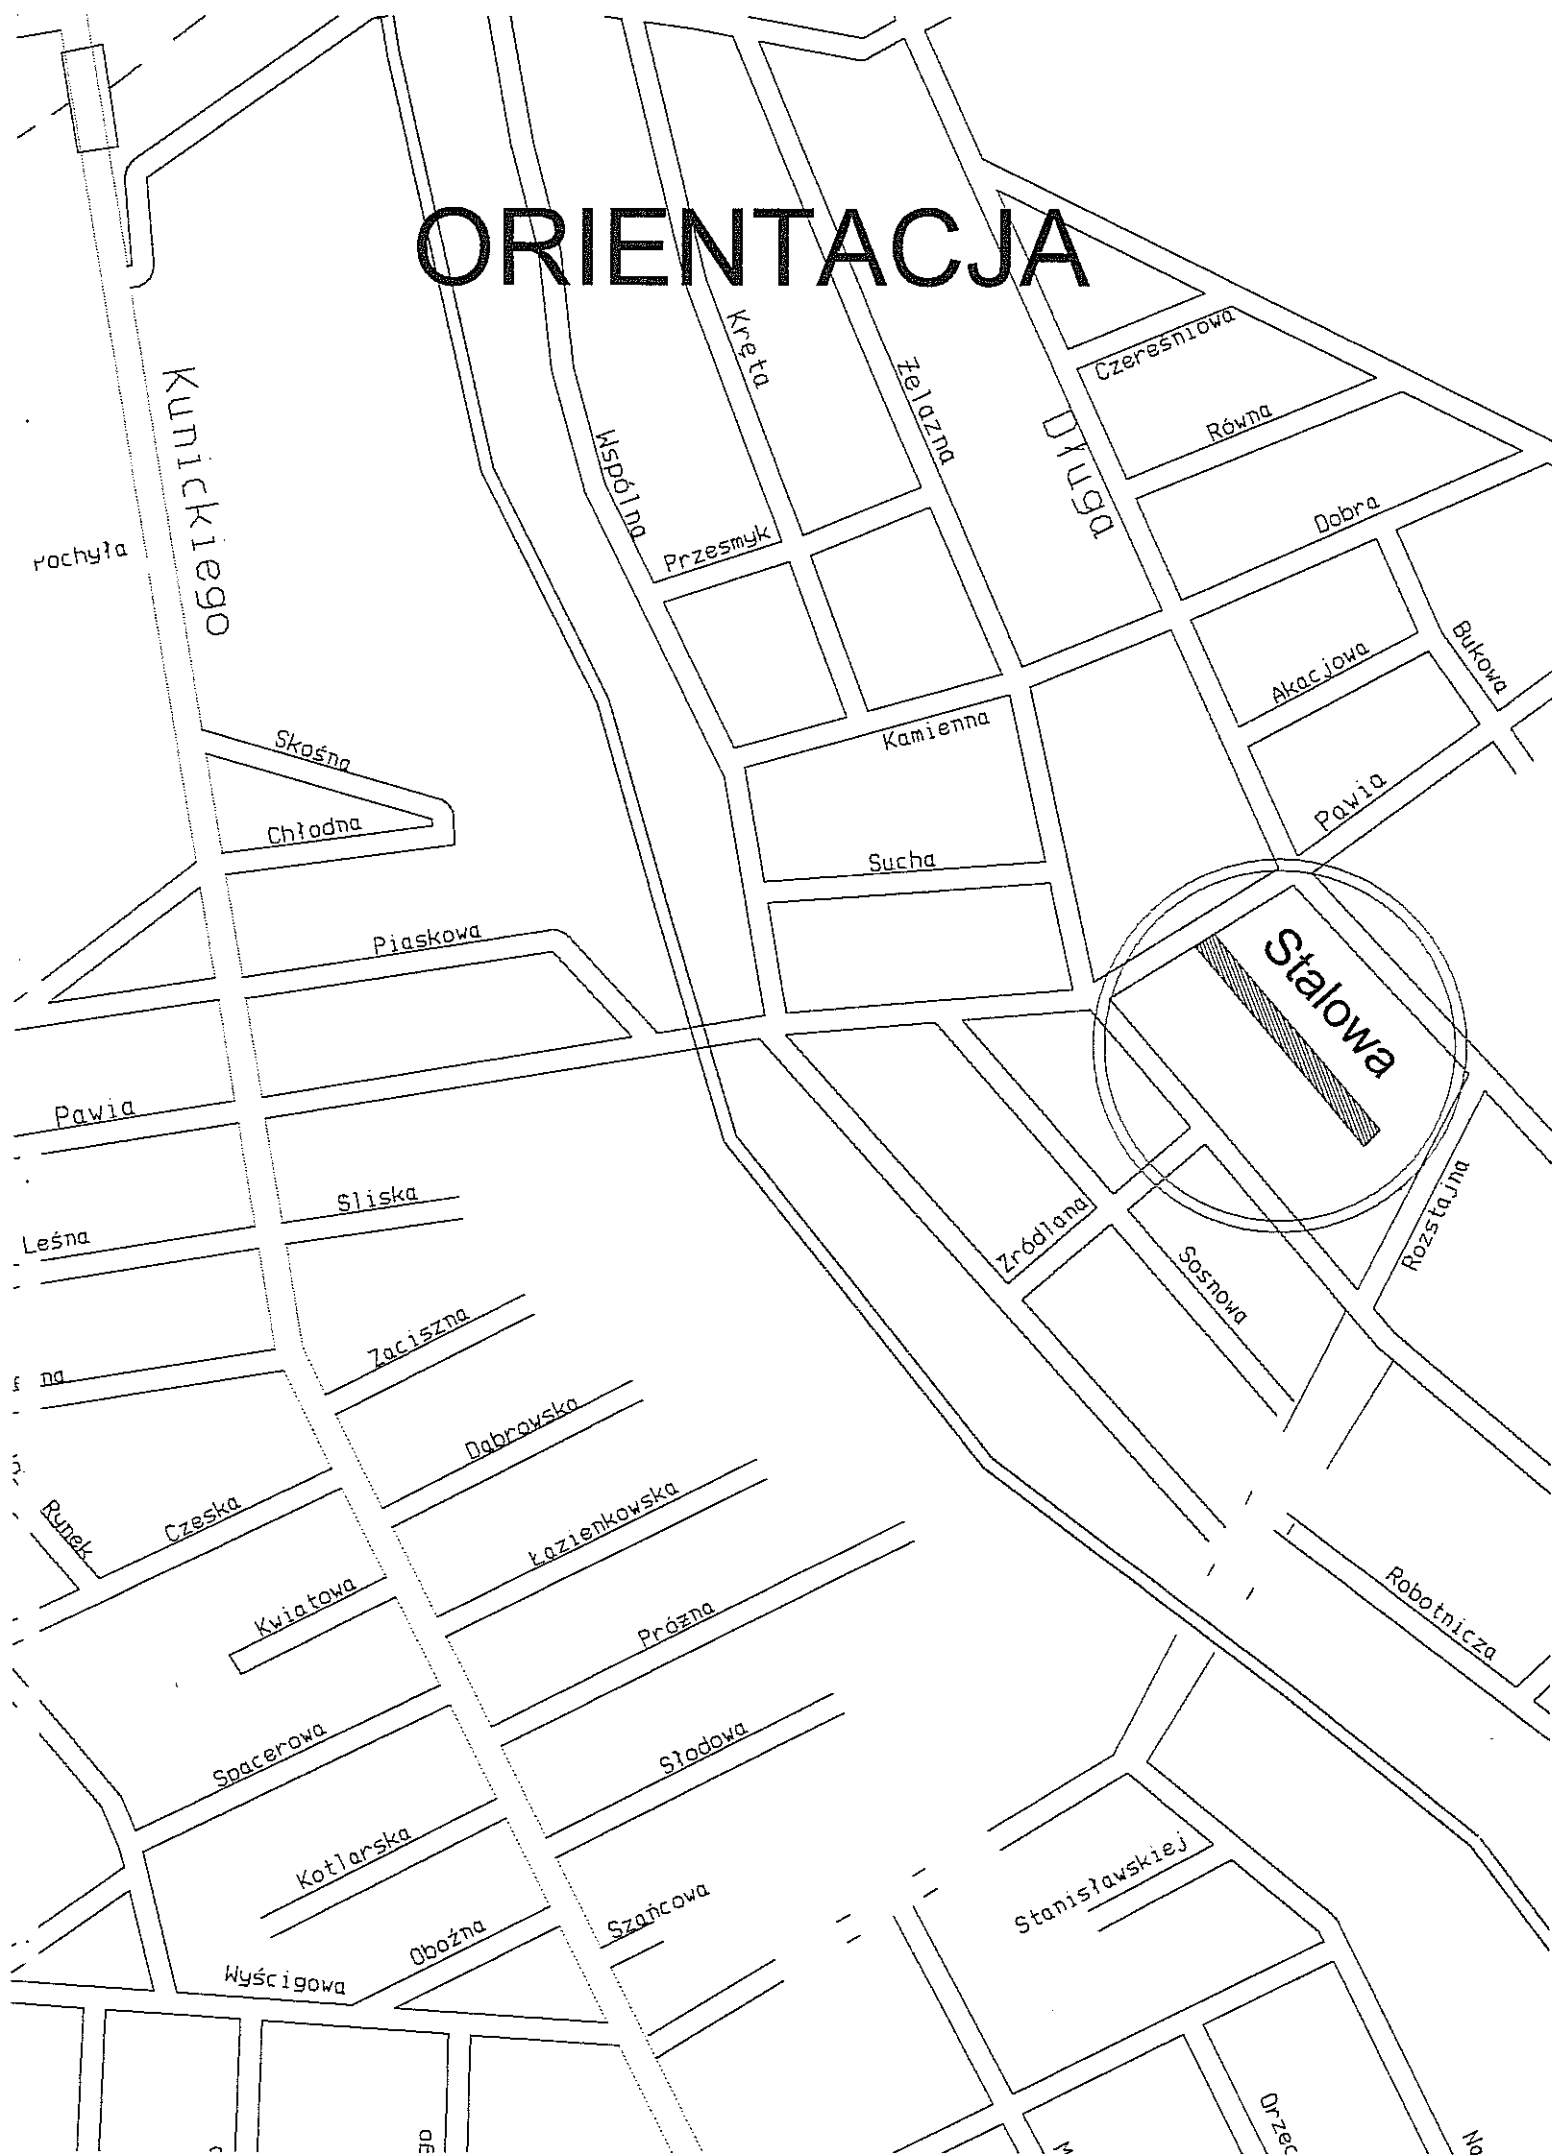 ORIENTACJA
Kręta
Czereśniowa
Żelazna
Kunickiego
Równa
Długa
Wspólna
Dobra
Przesmyk
Bukowa
Akacjowa
Kamienna
Skośna
Pawia
Chłodna
Sucha
Piaskowa
Stalowa
Pawia
Śliska
Rozstajna
Leśna
Źródlana
Sosnowa
Zaciszna
Dąbrowska
Łazienkowska
Czeska
Rynek
Kwiatowa
Próżna
Robotnicza
Spacerowa
Słodowa
Kotlarska
Stanisławskiej
Szańcowa
Oboźna
Wyścigowa